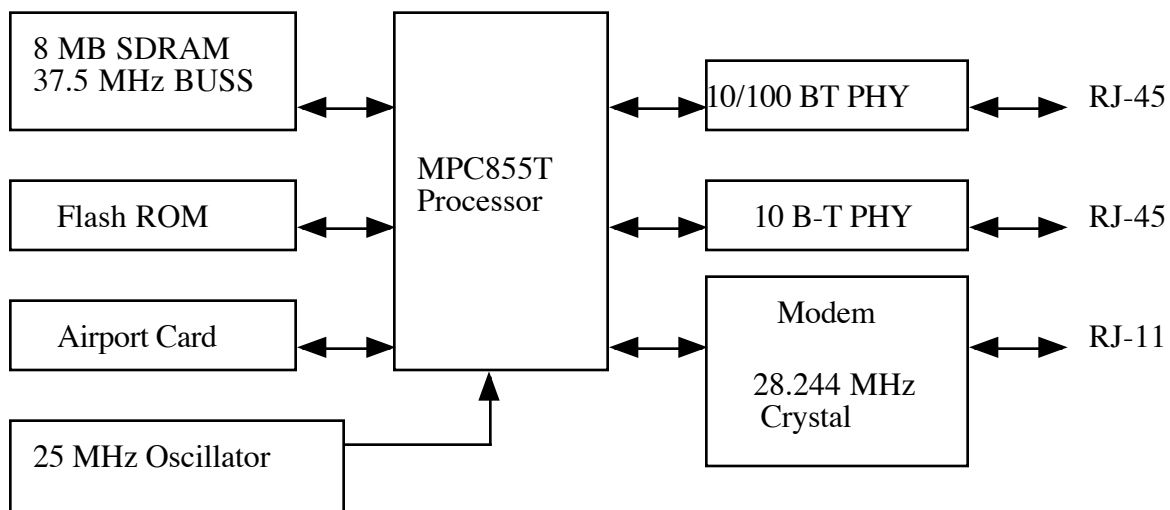 8 MB SDRAM
37.5 MHz BUSS
Flash ROM
Airport Card
25 MHz Oscillator
MPC855T
Processor
10/100 BT PHY
RJ-45
10 B-T PHY
RJ-45
Modem
28.244 MHz
Crystal
RJ-11